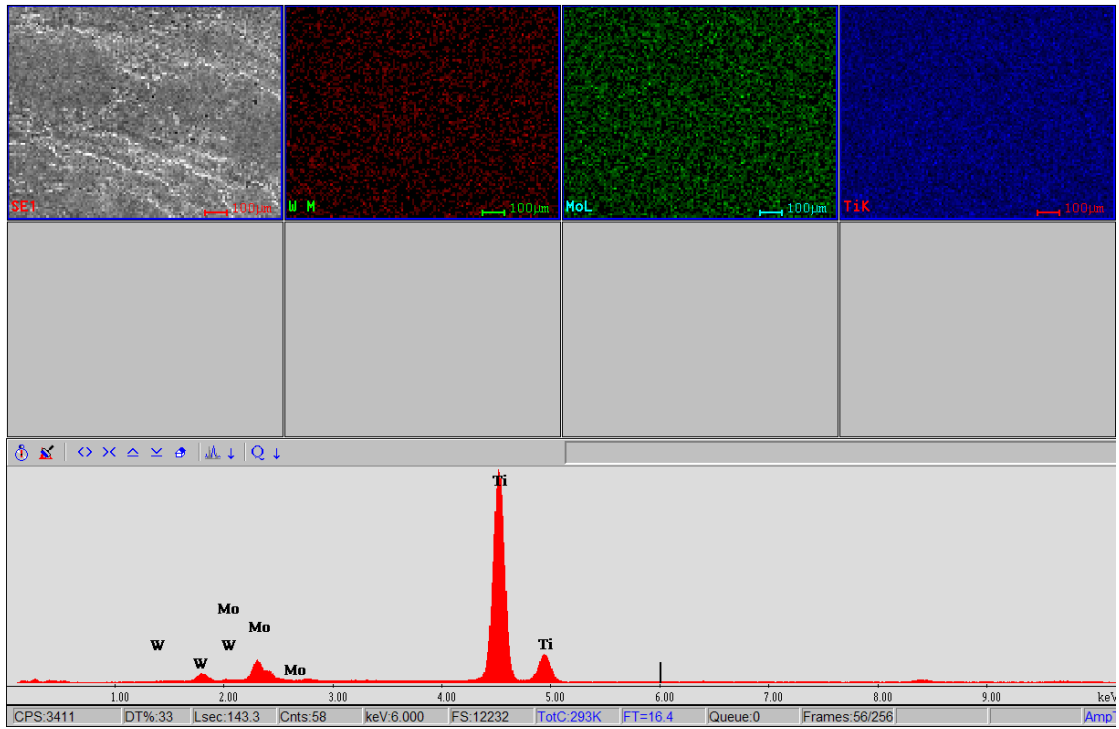 SE1 100μm W M 100μm MoL 100μm TiK 100μm
Q
Ti
Mo
Mo
W W Ti
W Mo
1.00 2.00 3.00 4.00 5.00 6.00 7.00 8.00 9.00 keV
CPS:3411 DT%:33 Lsec:143.3 Cnts:58 keV:6.000 FS:12232 TotC:293K FT=16.4 Queue:0 Frames:56/256 AmpT